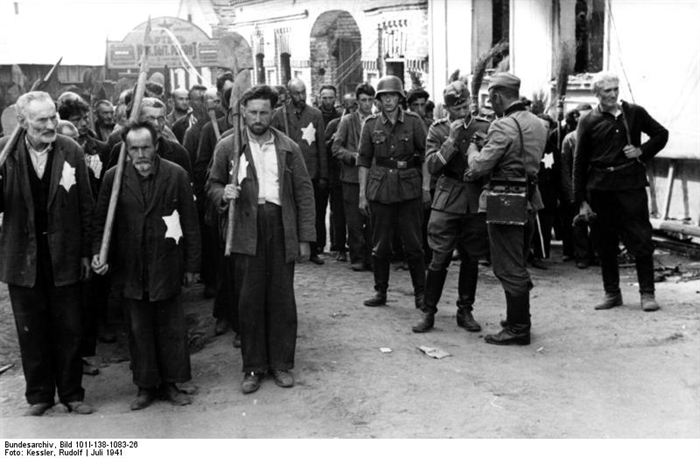 Bundesarchiv, Bild 101I-138-1083-26
Foto: Kessler, Rudolf | Juli 1941